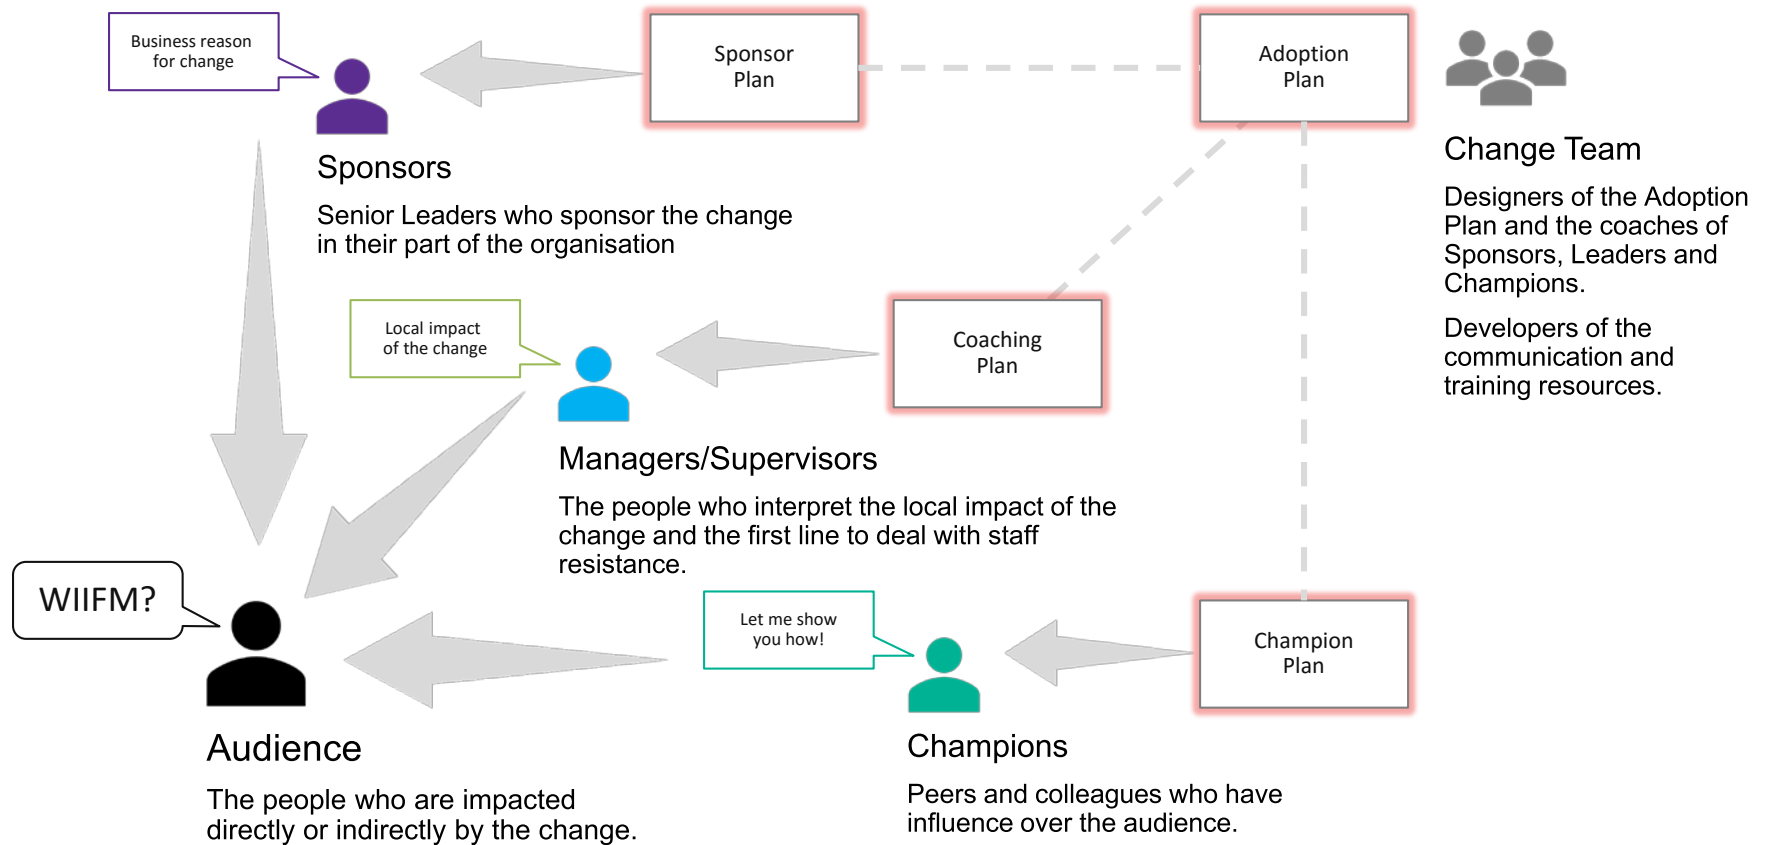 Business reason
for change
Sponsor
Plan
Adoption
Plan
Change Team
Designers of the Adoption
Plan and the coaches of
Sponsors, Leaders and
Champions.
Developers of the
communication and
training resources.
Sponsors
Senior Leaders who sponsor the change
in their part of the organisation
Local impact
of the change
Coaching
Plan
Managers/Supervisors
The people who interpret the local impact of the
change and the first line to deal with staff
resistance.
WIIFM?
Let me show
you how!
Champion
Plan
Audience
The people who are impacted
directly or indirectly by the change.
Champions
Peers and colleagues who have
influence over the audience.